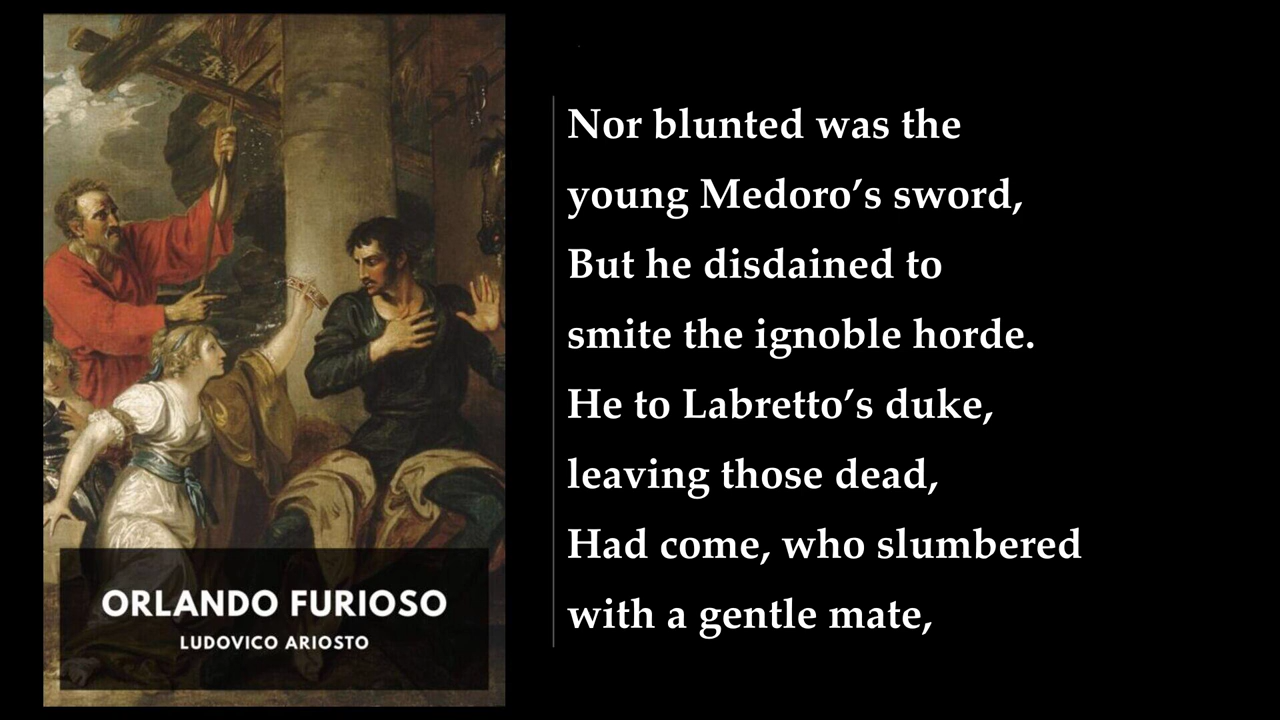 ORLANDO FURIOSO
LUDOVICO ARIOSTO
Nor blunted was the
young Medoro’s sword,
But he disdained to
smite the ignoble horde.
He to Labretto’s duke,
leaving those dead,
Had come, who slumbered
with a gentle mate,